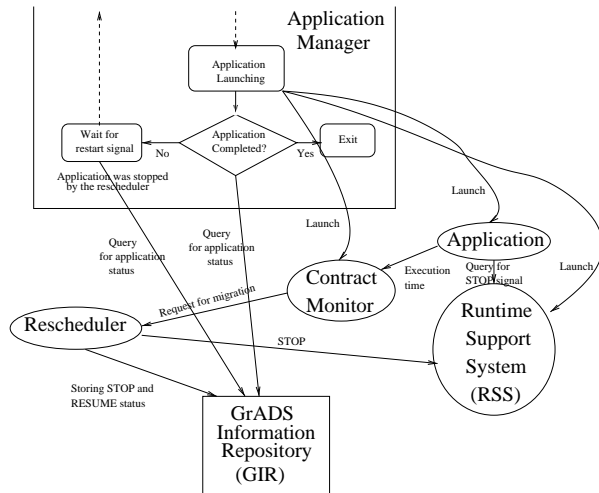 Application
Manager
Application
Launching
Wait for
restart signal
Application
Completed?
Exit
No
Yes
Application was stopped
by the rescheduler
Launch
Launch
Launch
Query
for application
status
Query
for application
status
Application
Execution
time
Query for
STOP signal
Contract
Monitor
Request for migration
Rescheduler
STOP
Runtime
Support
System
(RSS)
Storing STOP and
RESUME status
GrADS
Information
Repository
(GIR)